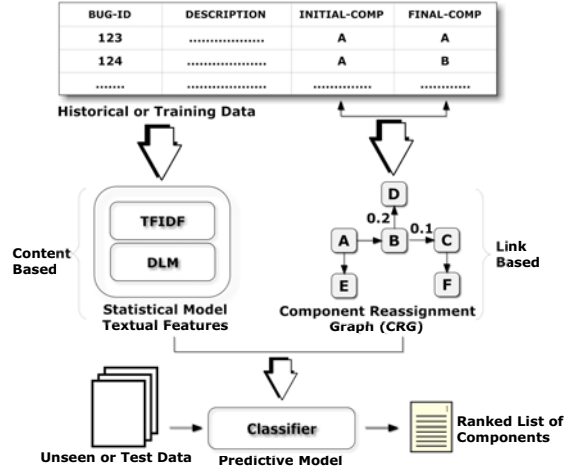 BUG-ID DESCRIPTION INITIAL-COMP FINAL-COMP
123 .................. A A
124 .................... A B
....... .................... .............. ............
Historical or Training Data
D
0.2
0.1
TFIDF
A B C
DLM
E F
Content
Based
Link
Based
Statistical Model
Textual Features
Component Reassignment
Graph (CRG)
Classifier
Ranked List of
Components
Unseen or Test Data
Predictive Model